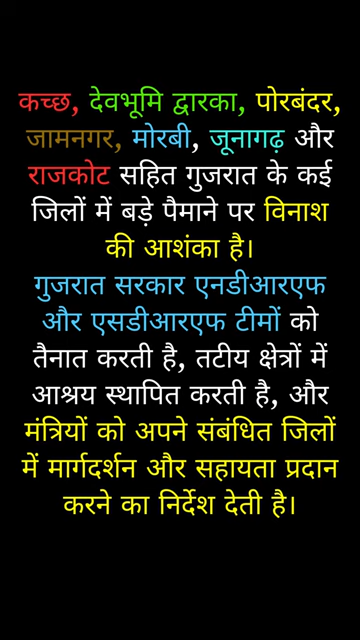 कच्छ, देवभूमि द्वारका, पोरबंदर,
जामनगर, मोरबी, जूनागढ़ और
राजकोट सहित गुजरात के कई
जिलों में बड़े पैमाने पर विनाश
की आशंका है।
गुजरात सरकार एनडीआरएफ
और एसडीआरएफ टीमों को
तैनात करती है, तटीय क्षेत्रों में
आश्रय स्थापित करती है, और
मंत्रियों को अपने संबंधित जिलों
में मार्गदर्शन और सहायता प्रदान
करने का निर्देश देती है।